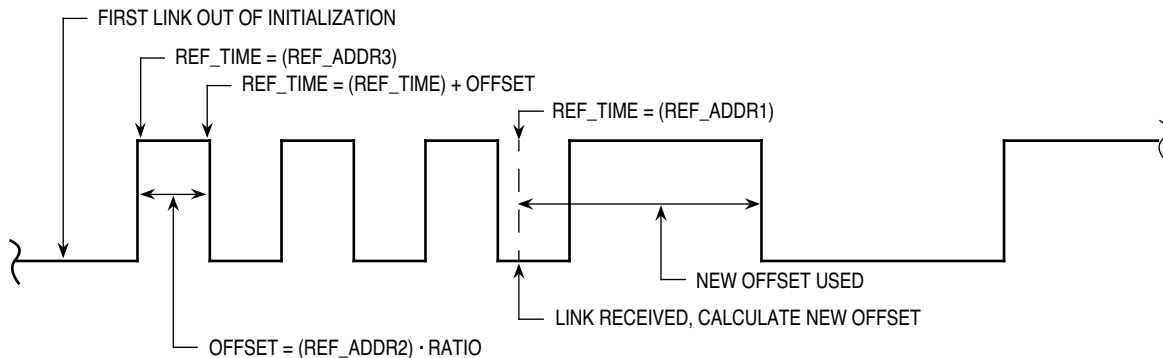 FIRST LINK OUT OF INITIALIZATION
REF_TIME = (REF_ADDR3)
REF_TIME = (REF_TIME) + OFFSET
REF_TIME = (REF_ADDR1)
NEW OFFSET USED
LINK RECEIVED, CALCULATE NEW OFFSET
OFFSET = (REF_ADDR2) · RATIO